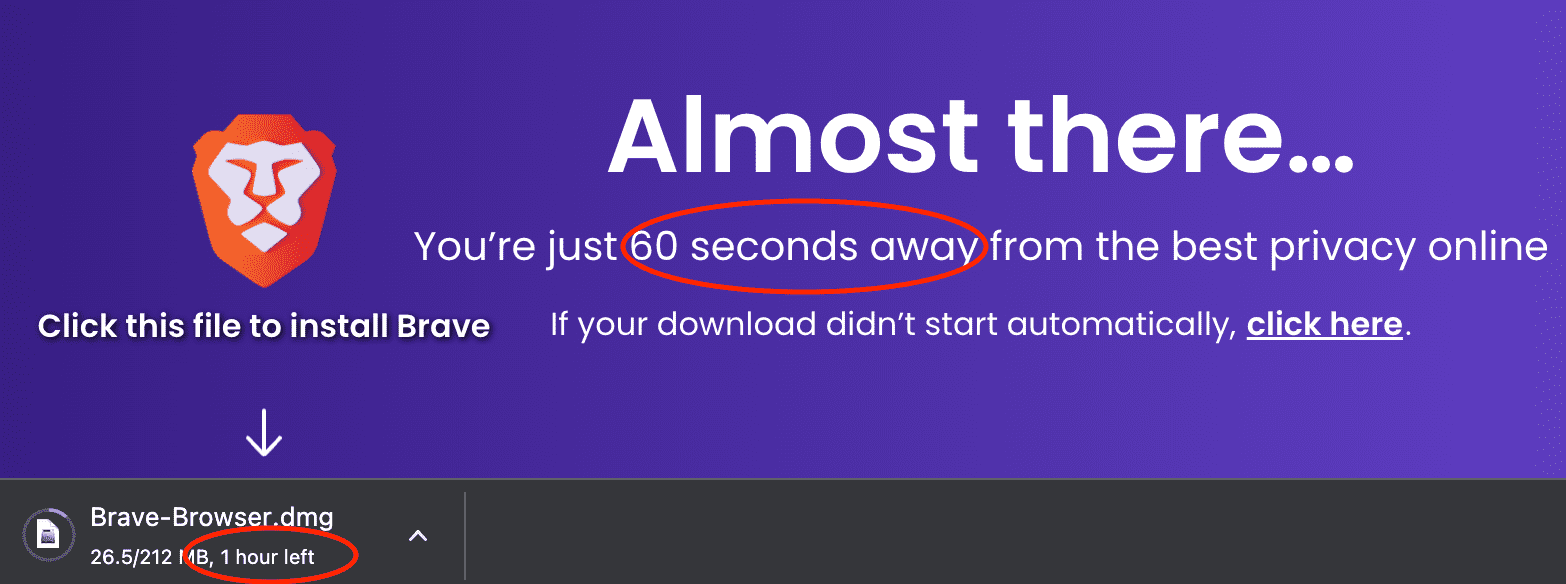 Almost there...
You’re just 60 seconds away from the best privacy online
Click this file to install Brave
If your download didn’t start automatically, click here.
Brave-Browser.dmg
26.5/212 MB, 1 hour left